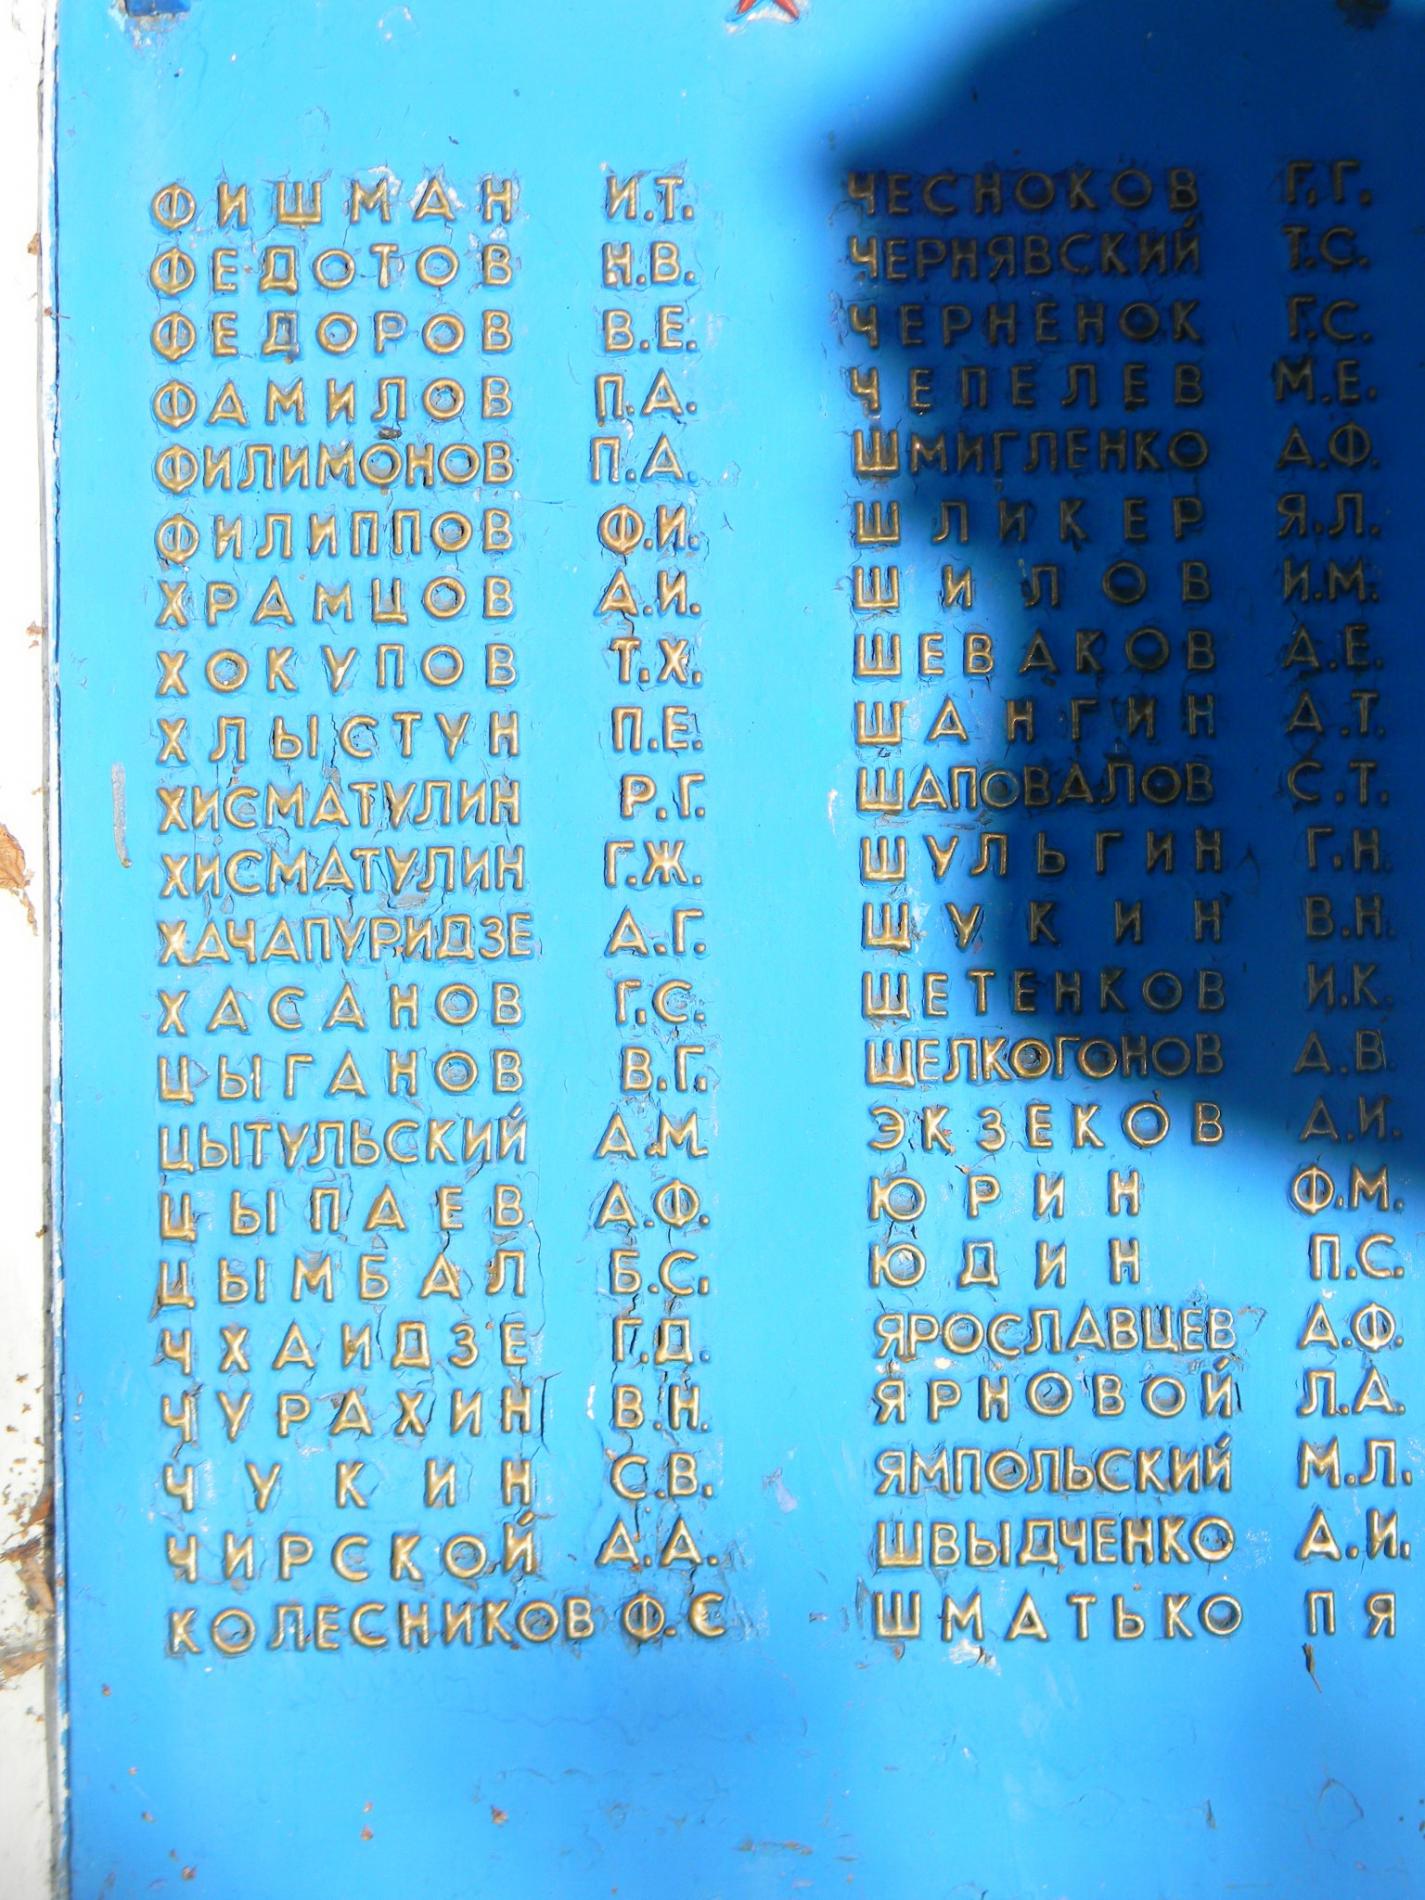 ФИШМАН И.Т.
ФЕДОТОВ Н.В.
ФЕДОРОВ В.Е.
ФАМИЛОВ П.А.
ФИЛИМОНОВ П.А.
ФИЛИППОВ Ф.И.
ХРАМЦОВ А.И.
ХОКУПОВ Т.Х.
ХЛЫСТУН П.Е.
ХИСМАТУЛИН Р.Г.
ХИСМАТУЛИН Г.Ж.
ХАЧАПУРИДЗЕ А.Г.
ХАСАНОВ Г.С.
ЦЫГАНОВ В.Г.
ЦЫТУЛЬСКИЙ А.М.
ЦЫПАЕВ А.Ф.
ЦЫМБАЛ Б.С.
ЧХАИДЗЕ Г.Д.
ЧУРАХИН В.Н.
ЧУКИН С.В.
ЧИРСКОЙ А.А.
КОЛЕСНИКОВ Ф.Є
ЧЕСНОКОВ Г.Г.
ЧЕРНЯВСКИЙ Т.С.
ЧЕРНЕНОК Г.С.
ЧЕПЕЛЕВ М.Е.
ШМИГЛЕНКО А.Ф.
ШЛИКЕР Я.Л.
ШИЛОВ И.М.
ШЕВАКОВ А.Е.
ШАНГИН А.Т.
ШАПОВАЛОВ С.Т.
ШУЛЬГИН Г.Н.
ШУКИН В.Н.
ЩЕТЕНКОВ И.К.
ЩЕЛКОГОНОВ А.В.
ЭКЗЕКОВ А.И.
ЮРИН Ф.М.
ЮДИН П.С.
ЯРОСЛАВЦЕВ А.Ф.
ЯРНОВОЙ Л.А.
ЯМПОЛЬСКИЙ М.Л.
ШВЫДЧЕНКО А.И.
ШМАТЬКО П Я